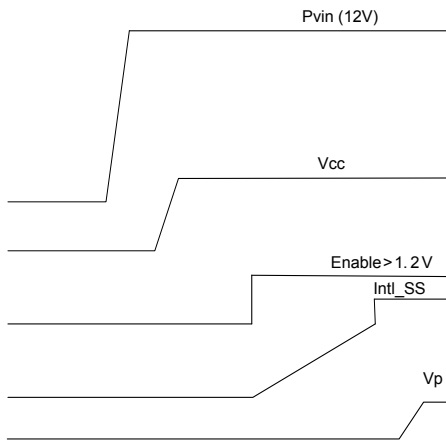 Pvin (12V)
Vcc
Enable>1.2V
Intl_SS
Vp